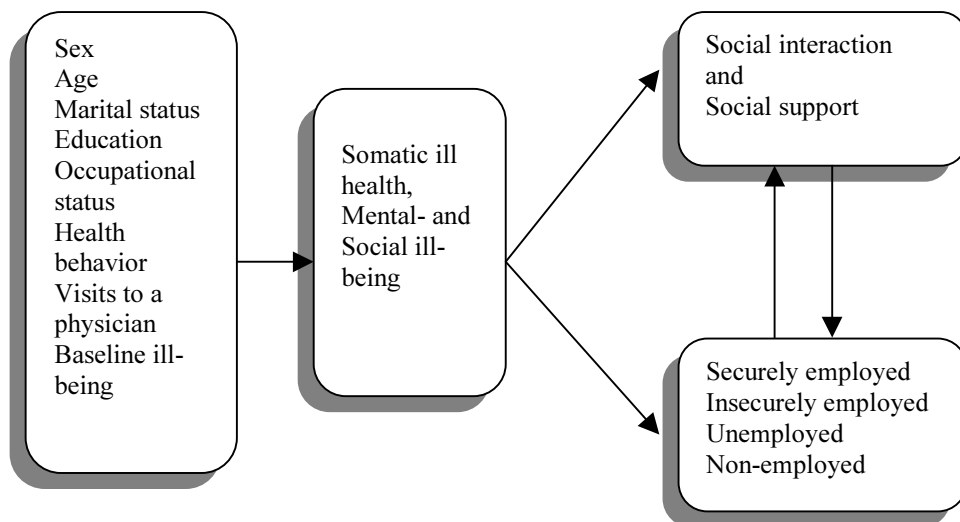 Sex
Age
Marital status
Education
Occupational
status
Health
behavior
Visits to a
physician
Baseline ill-
being
Somatic ill
health,
Mental- and
Social ill-
being
Social interaction
and
Social support
Securely employed
Insecurely employed
Unemployed
Non-employed